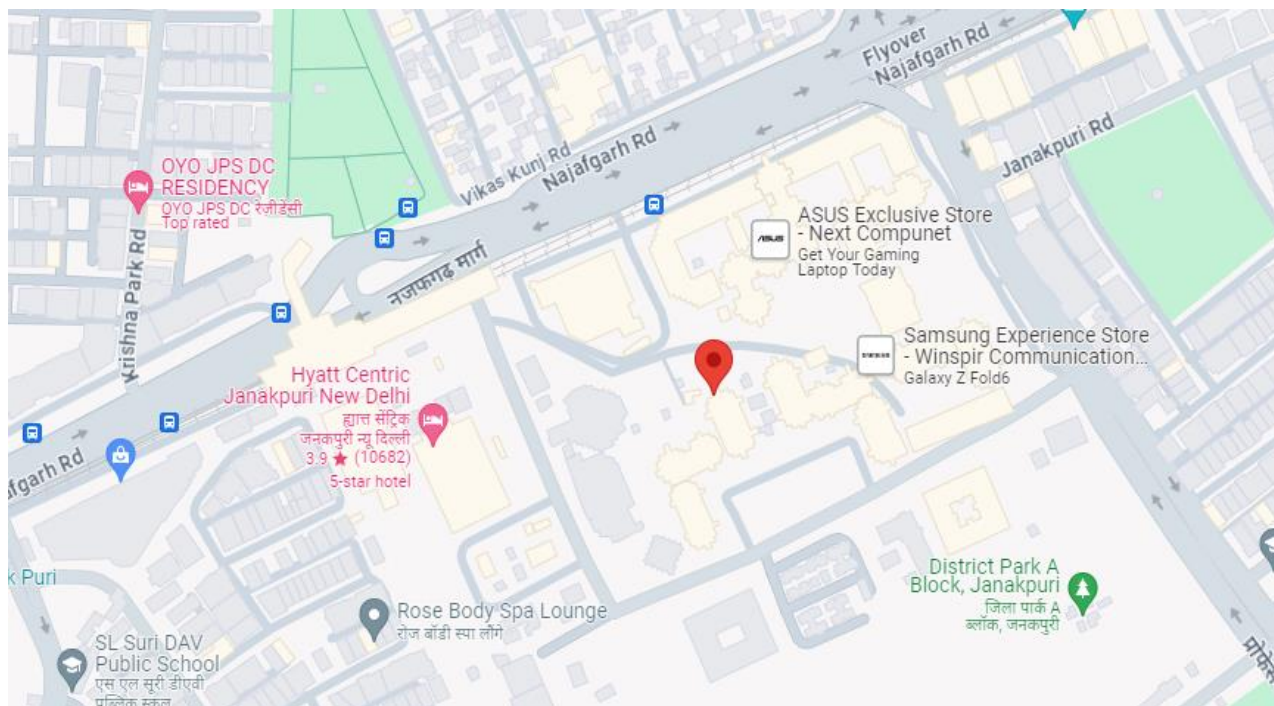 Flyover
Najafgarh Rd
Janakpuri Rd
Vikas Kunj Rd
Najafgarh Rd
OYO JPS DC
RESIDENCY
OYO JPS DC रेज़ीडेंसी
Top rated
Krishna Park Rd
नजफगढ़ मार्ग
ASUS
ASUS Exclusive Store
- Next Compunet
Get Your Gaming
Laptop Today
Samsung Experience Store
- Winspir Communication...
Galaxy Z Fold6
Hyatt Centric
Janakpuri New Delhi
ह्यात्त सेंट्रिक
जनकपुरी न्यू दिल्ली
3.9 ★ (10682)
5-star hotel
afgarh Rd
k Puri
Rose Body Spa Lounge
रोज बॉडी स्पा लौंगे
District Park A
Block, Janakpuri
जिला पार्क A
ब्लॉक, जनकपुरी
SL Suri DAV
Public School
एस एल सूरी डीएवी
पब्लिक स्कूल